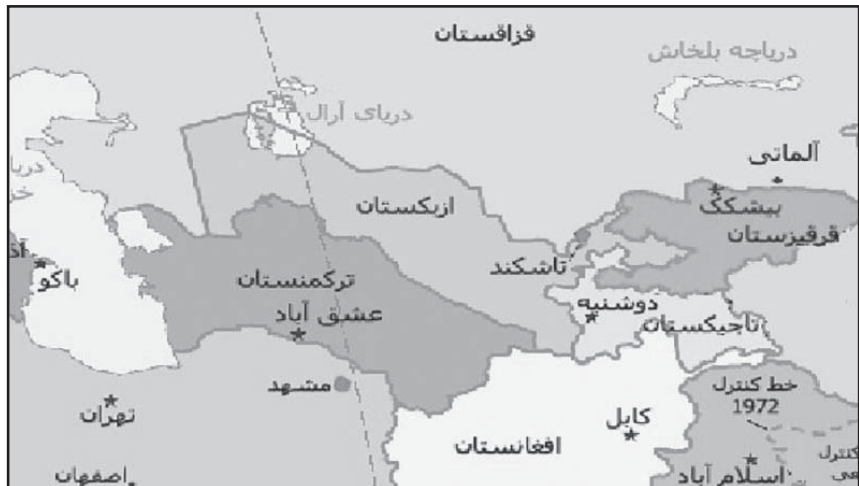 قزاقستان
دریاچه بلخاش
دریای آرال
آلماتی
بیشکک
قرقیزستان
ازبکستان
تاشکند
ترکمنستان
عشق آباد
دوشنبه
تاجیکستان
باکو
مشهد
تهران
اصفهان
افغانستان
کابل
خط کنترل
1972
اسلام آباد
کنترل